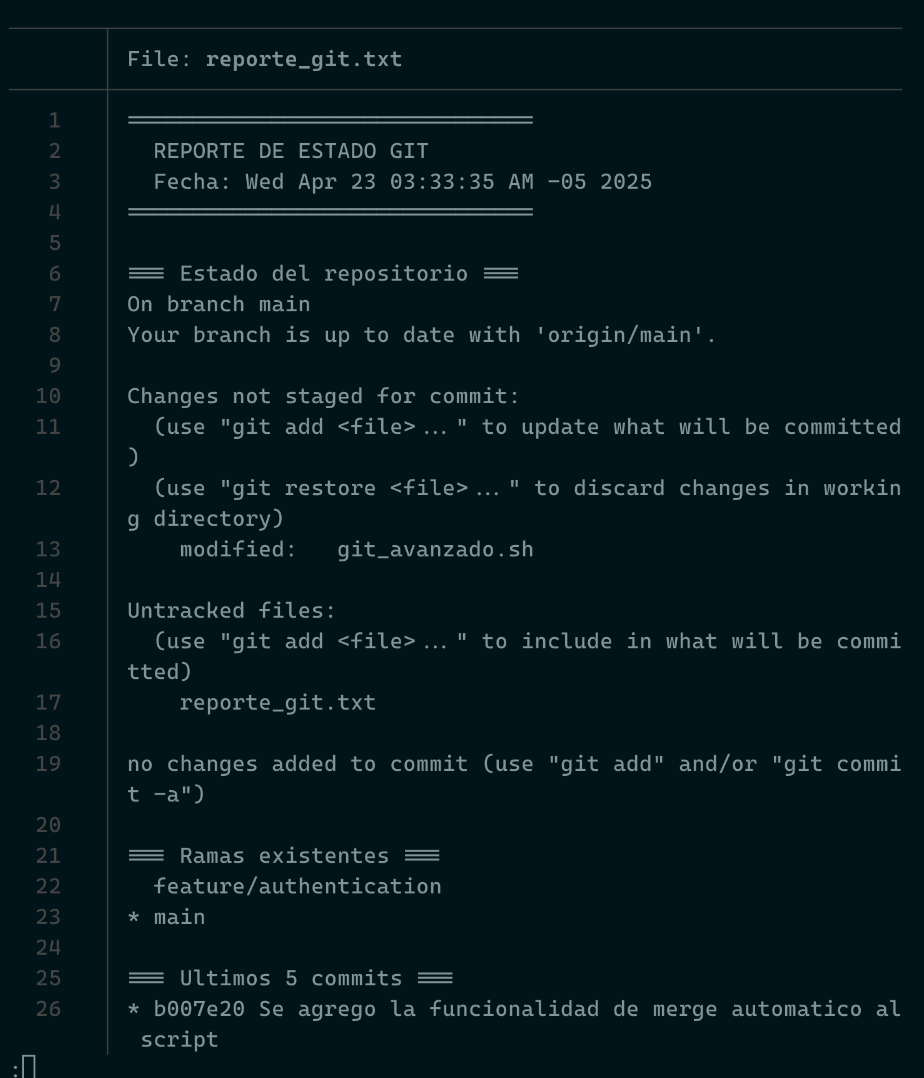 File: reporte_git.txt
1 ===============================
2   REPORTE DE ESTADO GIT
3   Fecha: Wed Apr 23 03:33:35 AM -05 2025
4 ===============================
5
6 === Estado del repositorio ===
7 On branch main
8 Your branch is up to date with 'origin/main'.
9
10 Changes not staged for commit:
11   (use "git add <file>..." to update what will be committed
)
12   (use "git restore <file>..." to discard changes in workin
g directory)
13     modified:   git_avanzado.sh
14
15 Untracked files:
16   (use "git add <file>..." to include in what will be commi
tted)
17     reporte_git.txt
18
19 no changes added to commit (use "git add" and/or "git commi
t -a")
20
21 === Ramas existentes ===
22   feature/authentication
23 * main
24
25 === Ultimos 5 commits ===
26 * b007e20 Se agrego la funcionalidad de merge automatico al
 script
: